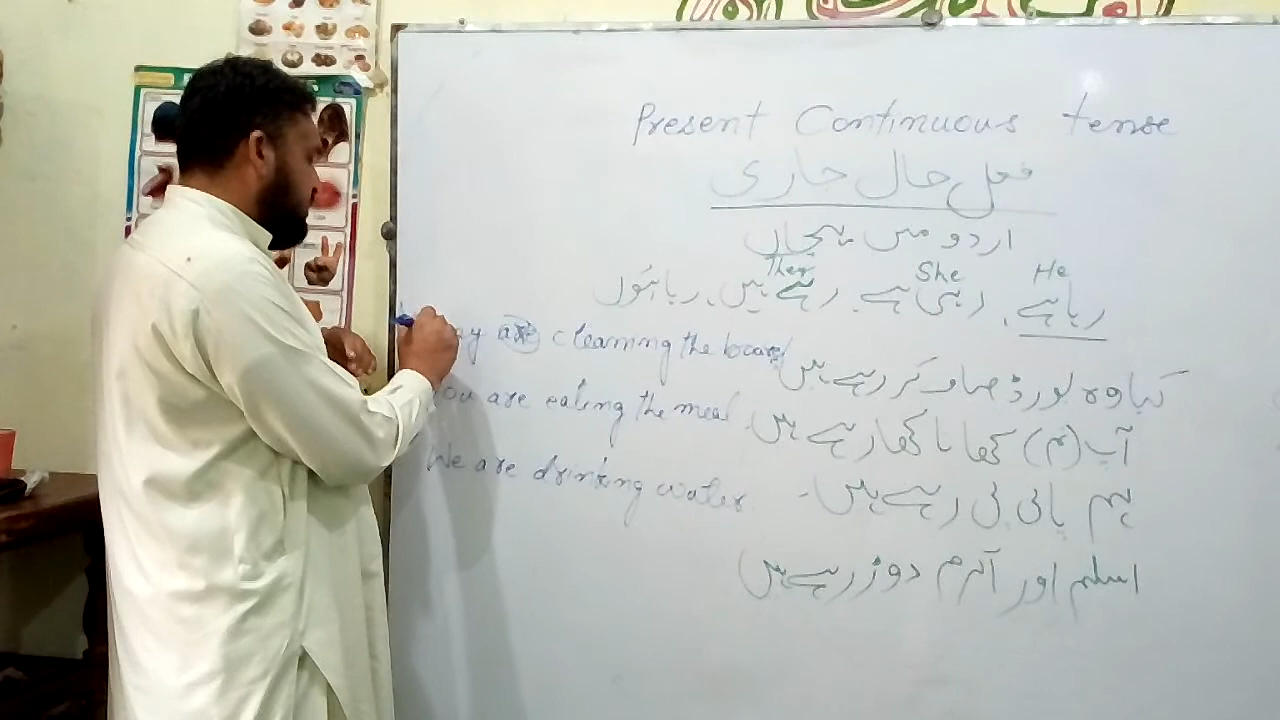 Present Continuous tense
فعل حال جاری
اردو میں پہچاں
He She They
رہا ہے۔ رہی ہے۔ رہے ہیں۔ رہا ہوں
are cleaning the board
کیا وہ بورڈ صاف کر رہے ہیں
You are eating the meal
آپ (تم) کھانا کھا رہے ہیں
We are drinking water
ہم پانی پی رہے ہیں۔
اسلم اور اکرم دوڑ رہے ہیں